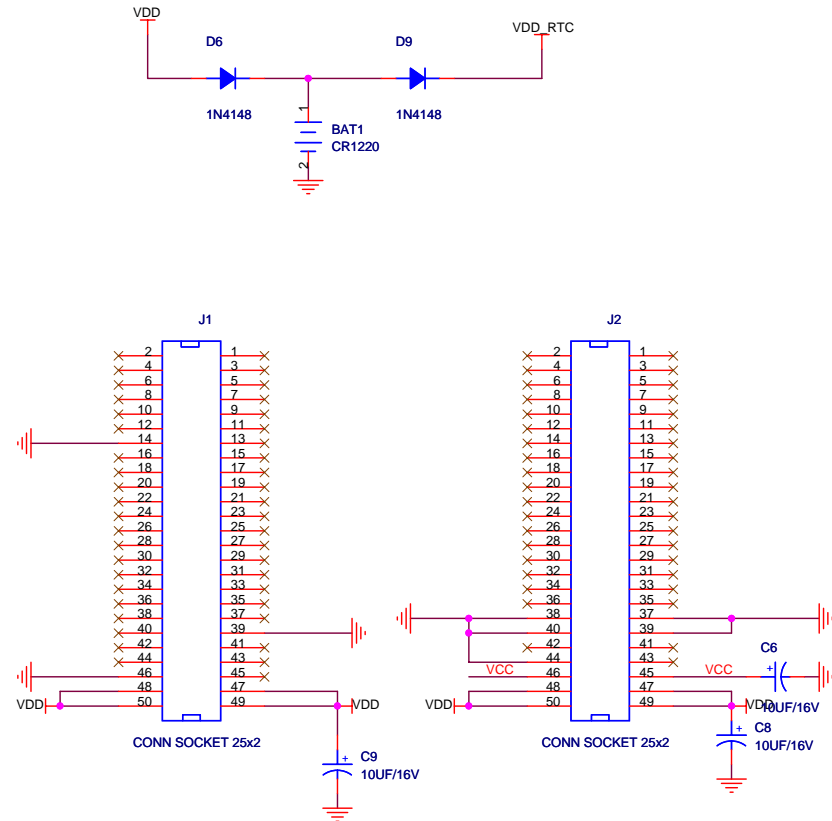 VDD
VDD_RTC
D6
D9
1N4148
1N4148
1
BAT1
CR1220
2
J1
J2
2 1
4 3
6 5
8 7
10 9
12 11
14 13
16 15
18 17
20 19
22 21
24 23
26 25
28 27
30 29
32 31
34 33
36 35
38 37
40 39
42 41
44 43
46 45
48 47
50 49
VDD
VDD
CONN SOCKET 25x2
+
C9
10UF/16V
2 1
4 3
6 5
8 7
10 9
12 11
14 13
16 15
18 17
20 19
22 21
24 23
26 25
28 27
30 29
32 31
34 33
36 35
38 37
40 39
42 41
44 43
46 45
48 47
50 49
VCC
VCC
C6
+
10UF/16V
VDD
VDD
CONN SOCKET 25x2
+
C8
10UF/16V